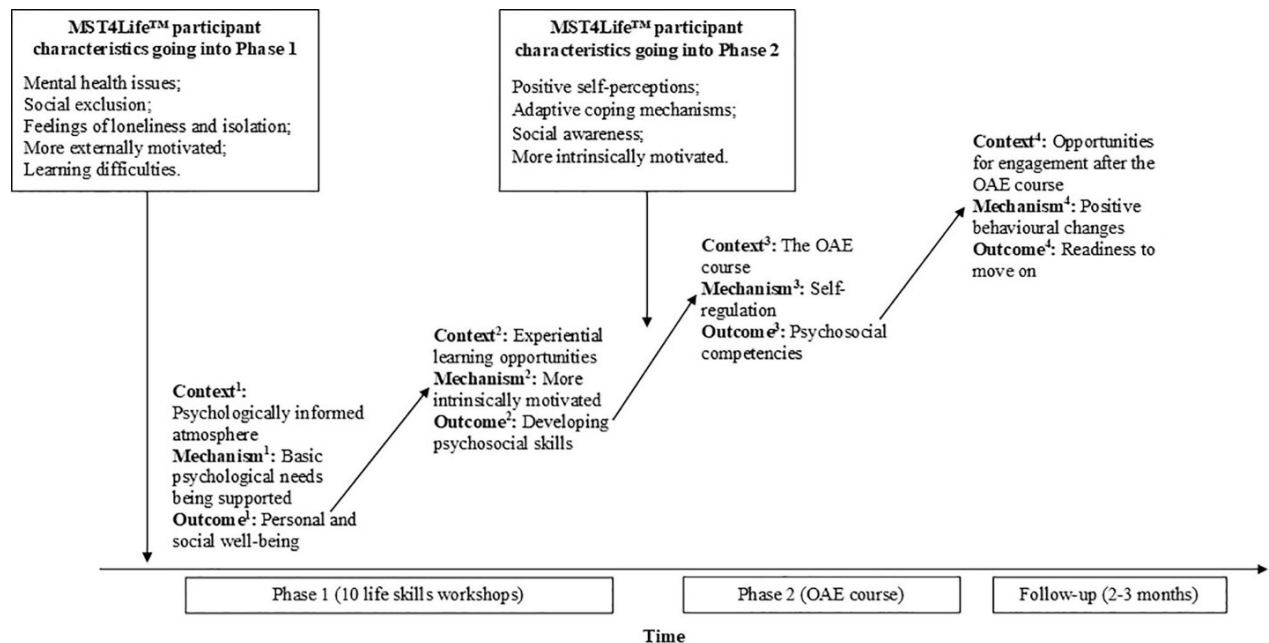 MST4Life™ participant
characteristics going into Phase 1
Mental health issues;
Social exclusion;
Feelings of loneliness and isolation;
More externally motivated;
Learning difficulties.
MST4Life™ participant
characteristics going into Phase 2
Positive self-perceptions;
Adaptive coping mechanisms;
Social awareness;
More intrinsically motivated.
Context¹:
Psychologically informed
atmosphere
Mechanism¹: Basic
psychological needs
being supported
Outcome¹: Personal and
social well-being
Context²: Experiential
learning opportunities
Mechanism²: More
intrinsically motivated
Outcome²: Developing
psychosocial skills
Context³: The OAE
course
Mechanism³: Self-
regulation
Outcome³: Psychosocial
competencies
Context⁴: Opportunities
for engagement after the
OAE course
Mechanism⁴: Positive
behavioural changes
Outcome⁴: Readiness to
move on
Phase 1 (10 life skills workshops)
Phase 2 (OAE course)
Follow-up (2-3 months)
Time